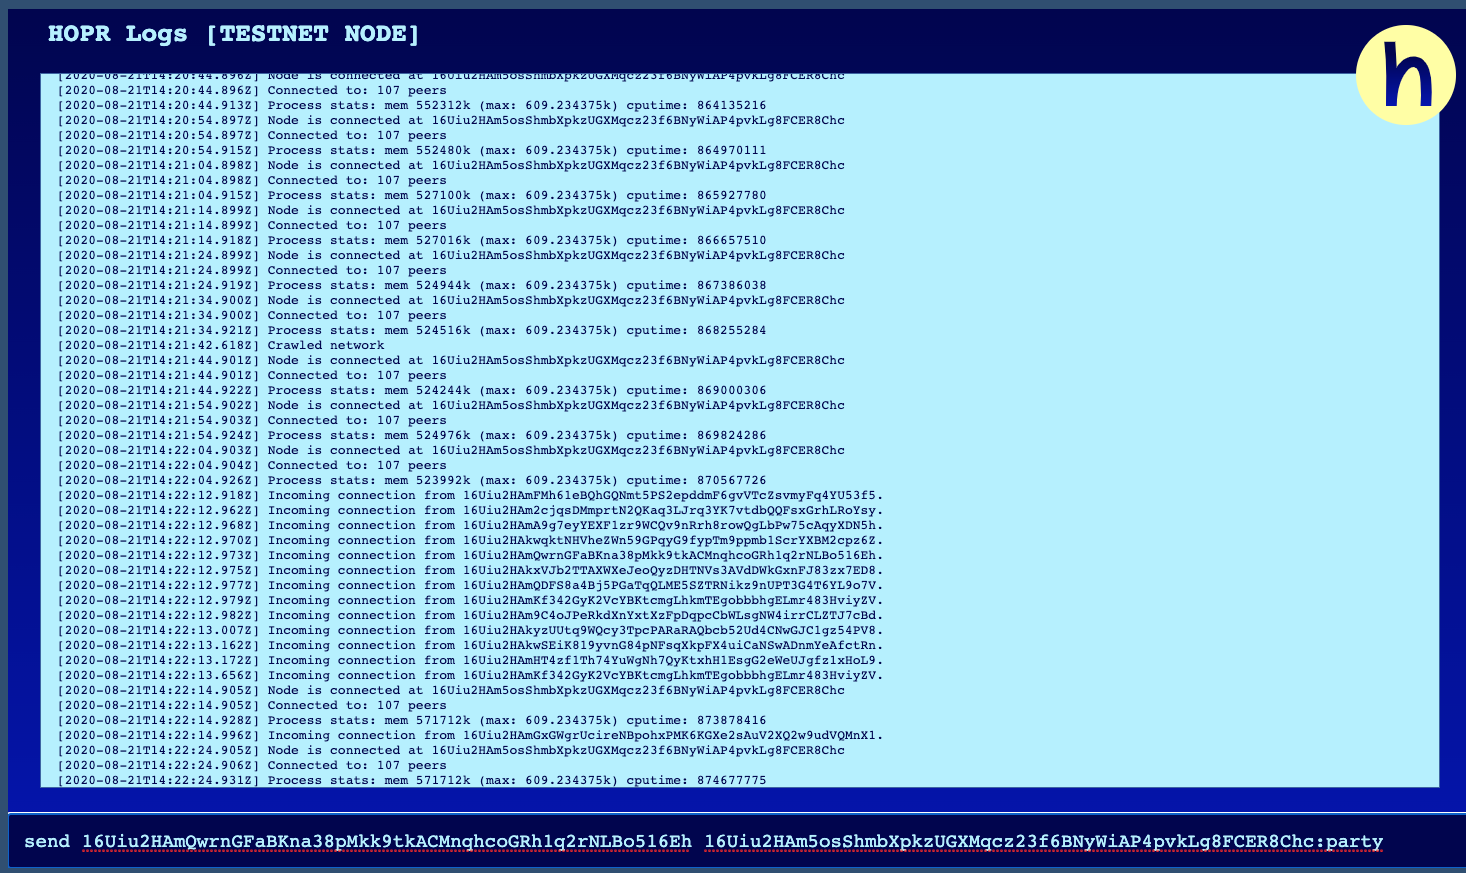 HOPR Logs [TESTNET NODE]
h
[2020-08-21T14:20:44.896Z] Node is connected at 16Uiu2HAm5osShmbXpkzUGXMqcz23f6BNyWiAP4pvkLg8FCER8Chc
[2020-08-21T14:20:44.896Z] Connected to: 107 peers
[2020-08-21T14:20:44.913Z] Process stats: mem 552312k (max: 609.234375k) cputime: 864135216
[2020-08-21T14:20:54.897Z] Node is connected at 16Uiu2HAm5osShmbXpkzUGXMqcz23f6BNyWiAP4pvkLg8FCER8Chc
[2020-08-21T14:20:54.897Z] Connected to: 107 peers
[2020-08-21T14:20:54.915Z] Process stats: mem 552480k (max: 609.234375k) cputime: 864970111
[2020-08-21T14:21:04.898Z] Node is connected at 16Uiu2HAm5osShmbXpkzUGXMqcz23f6BNyWiAP4pvkLg8FCER8Chc
[2020-08-21T14:21:04.898Z] Connected to: 107 peers
[2020-08-21T14:21:04.915Z] Process stats: mem 527100k (max: 609.234375k) cputime: 865927780
[2020-08-21T14:21:14.899Z] Node is connected at 16Uiu2HAm5osShmbXpkzUGXMqcz23f6BNyWiAP4pvkLg8FCER8Chc
[2020-08-21T14:21:14.899Z] Connected to: 107 peers
[2020-08-21T14:21:14.918Z] Process stats: mem 527016k (max: 609.234375k) cputime: 866657510
[2020-08-21T14:21:24.899Z] Node is connected at 16Uiu2HAm5osShmbXpkzUGXMqcz23f6BNyWiAP4pvkLg8FCER8Chc
[2020-08-21T14:21:24.899Z] Connected to: 107 peers
[2020-08-21T14:21:24.919Z] Process stats: mem 524944k (max: 609.234375k) cputime: 867386038
[2020-08-21T14:21:34.900Z] Node is connected at 16Uiu2HAm5osShmbXpkzUGXMqcz23f6BNyWiAP4pvkLg8FCER8Chc
[2020-08-21T14:21:34.900Z] Connected to: 107 peers
[2020-08-21T14:21:34.921Z] Process stats: mem 524516k (max: 609.234375k) cputime: 868255284
[2020-08-21T14:21:42.618Z] Crawled network
[2020-08-21T14:21:44.901Z] Node is connected at 16Uiu2HAm5osShmbXpkzUGXMqcz23f6BNyWiAP4pvkLg8FCER8Chc
[2020-08-21T14:21:44.901Z] Connected to: 107 peers
[2020-08-21T14:21:44.922Z] Process stats: mem 524244k (max: 609.234375k) cputime: 869000306
[2020-08-21T14:21:54.902Z] Node is connected at 16Uiu2HAm5osShmbXpkzUGXMqcz23f6BNyWiAP4pvkLg8FCER8Chc
[2020-08-21T14:21:54.903Z] Connected to: 107 peers
[2020-08-21T14:21:54.924Z] Process stats: mem 524976k (max: 609.234375k) cputime: 869824286
[2020-08-21T14:22:04.903Z] Node is connected at 16Uiu2HAm5osShmbXpkzUGXMqcz23f6BNyWiAP4pvkLg8FCER8Chc
[2020-08-21T14:22:04.904Z] Connected to: 107 peers
[2020-08-21T14:22:04.926Z] Process stats: mem 523992k (max: 609.234375k) cputime: 870567726
[2020-08-21T14:22:12.918Z] Incoming connection from 16Uiu2HAmFMh61eBQhGQNmt5PS2epddmF6gvVTcZsvmyFq4YU53f5.
[2020-08-21T14:22:12.962Z] Incoming connection from 16Uiu2HAm2cjqsDMmprtN2QKaq3LJrq3YK7vtdbQQFsxGrhLRoYsy.
[2020-08-21T14:22:12.968Z] Incoming connection from 16Uiu2HAmA9g7eyYEXF1zr9WCQv9nRrh8rowQgLbPw75cAqyXDN5h.
[2020-08-21T14:22:12.970Z] Incoming connection from 16Uiu2HAkwqktNHVheZWn59GPqyG9fypTm9ppmb1ScrYXBM2cpz6Z.
[2020-08-21T14:22:12.973Z] Incoming connection from 16Uiu2HAmQwrnGFaBKna38pMkk9tkACMnqhcoGRh1q2rNLBo516Eh.
[2020-08-21T14:22:12.975Z] Incoming connection from 16Uiu2HAkxVJb2TTAXWXeJeoQyzDHTNVs3AVdDWkGxnFJ83zx7ED8.
[2020-08-21T14:22:12.977Z] Incoming connection from 16Uiu2HAmQDFS8a4Bj5PGaTqQLME5SZTRNikz9nUPT3G4T6YL9o7V.
[2020-08-21T14:22:12.979Z] Incoming connection from 16Uiu2HAmKf342GyK2VcYBKtcmgLhkmTEgobbbhgELmr483HviyZV.
[2020-08-21T14:22:12.982Z] Incoming connection from 16Uiu2HAm9C4oJPeRkdXnYxtXzFpDqpcCbWLsgNW4irrCLZTJ7cBd.
[2020-08-21T14:22:13.007Z] Incoming connection from 16Uiu2HAkyzUUtq9WQcy3TpcPARaRAQbcb52Ud4CNwGJC1gz54PV8.
[2020-08-21T14:22:13.162Z] Incoming connection from 16Uiu2HAkwSEiK819yvnG84pNFsqXkpFX4uiCaNSwADnmYeAfctRn.
[2020-08-21T14:22:13.172Z] Incoming connection from 16Uiu2HAmHT4zf1Th74YuWgNh7QyKtxhH1EsgG2eWeUJgfz1xHoL9.
[2020-08-21T14:22:13.656Z] Incoming connection from 16Uiu2HAmKf342GyK2VcYBKtcmgLhkmTEgobbbhgELmr483HviyZV.
[2020-08-21T14:22:14.905Z] Node is connected at 16Uiu2HAm5osShmbXpkzUGXMqcz23f6BNyWiAP4pvkLg8FCER8Chc
[2020-08-21T14:22:14.905Z] Connected to: 107 peers
[2020-08-21T14:22:14.928Z] Process stats: mem 571712k (max: 609.234375k) cputime: 873878416
[2020-08-21T14:22:14.996Z] Incoming connection from 16Uiu2HAmGxGWgrUcireNBpohxPMK6KGXe2sAuV2XQ2w9udVQMnX1.
[2020-08-21T14:22:24.905Z] Node is connected at 16Uiu2HAm5osShmbXpkzUGXMqcz23f6BNyWiAP4pvkLg8FCER8Chc
[2020-08-21T14:22:24.906Z] Connected to: 107 peers
[2020-08-21T14:22:24.931Z] Process stats: mem 571712k (max: 609.234375k) cputime: 874677775
send 16Uiu2HAmQwrnGFaBKna38pMkk9tkACMnqhcoGRh1q2rNLBo516Eh 16Uiu2HAm5osShmbXpkzUGXMqcz23f6BNyWiAP4pvkLg8FCER8Chc:party